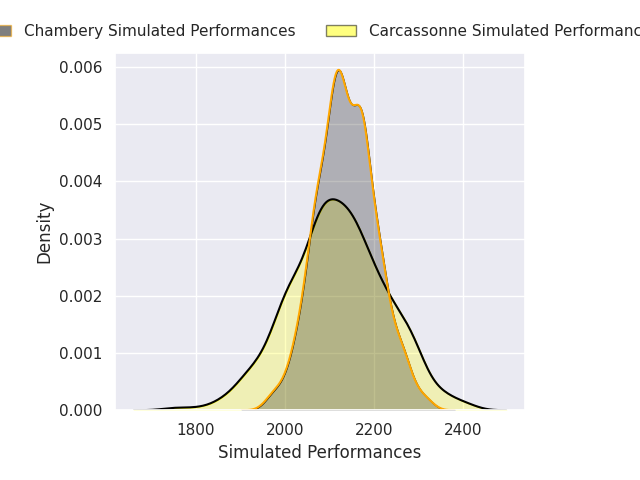 Chambery Simulated Performances
Carcassonne Simulated
0.006
0.005
0.004
0.003
0.002
0.001
0.000
Density
1800 2000 2200 2400
Simulated Performances